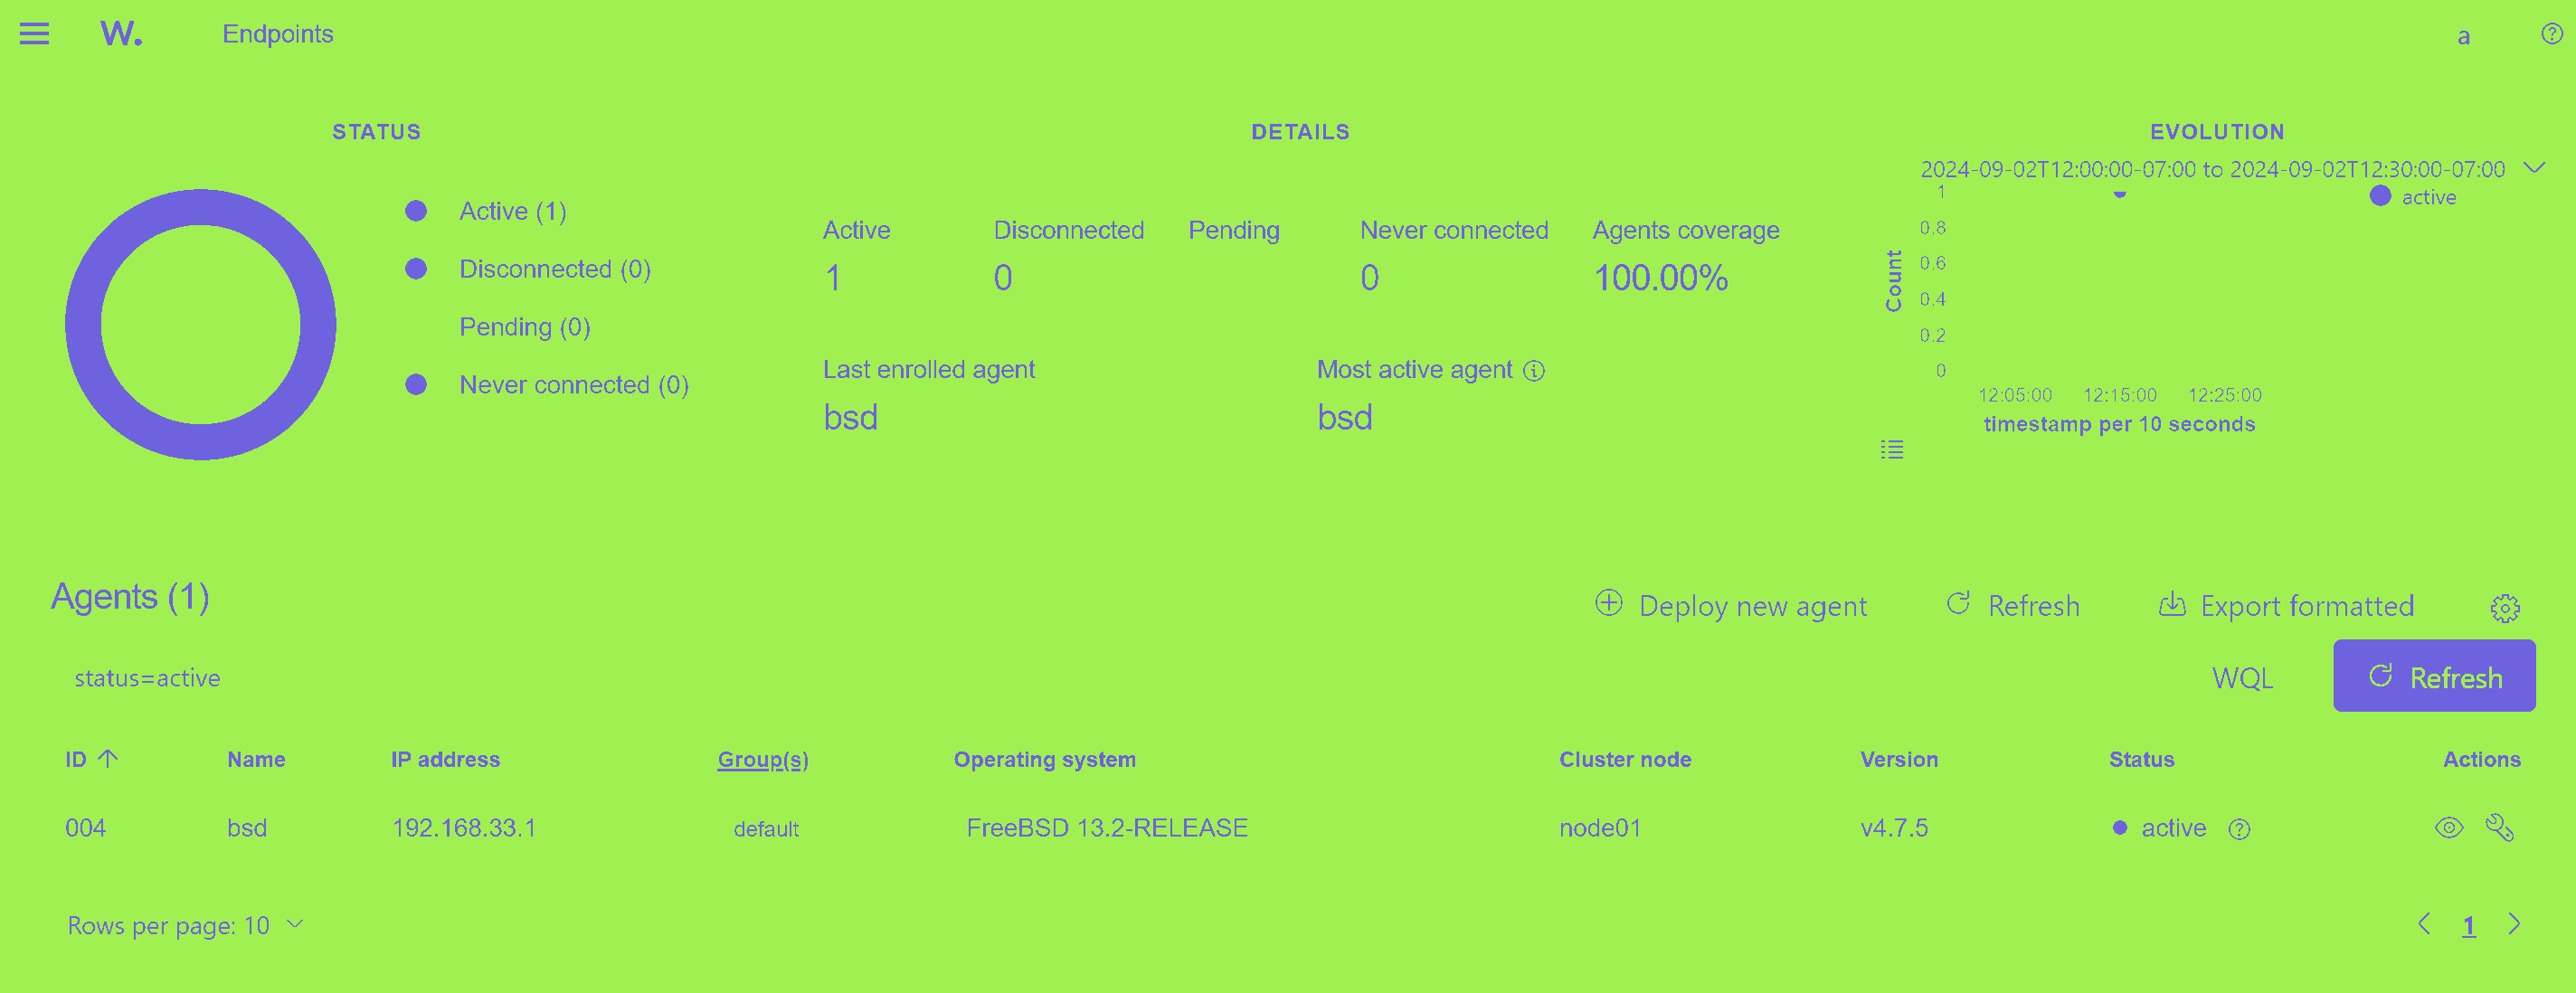 W. Endpoints a
STATUS
Active (1)
Disconnected (0)
Pending (0)
Never connected (0)
DETAILS
Active Disconnected Pending Never connected Agents coverage
1 0 0 100.00%
Last enrolled agent Most active agent
bsd bsd
EVOLUTION
2024-09-02T12:00:00-07:00 to 2024-09-02T12:30:00-07:00
active
Count
1
0.8
0.6
0.4
0.2
0
12:05:00 12:15:00 12:25:00
timestamp per 10 seconds
Agents (1) Deploy new agent Refresh Export formatted
status=active WQL Refresh
ID Name IP address Group(s) Operating system Cluster node Version Status Actions
004 bsd 192.168.33.1 default FreeBSD 13.2-RELEASE node01 v4.7.5 active
Rows per page: 10 1